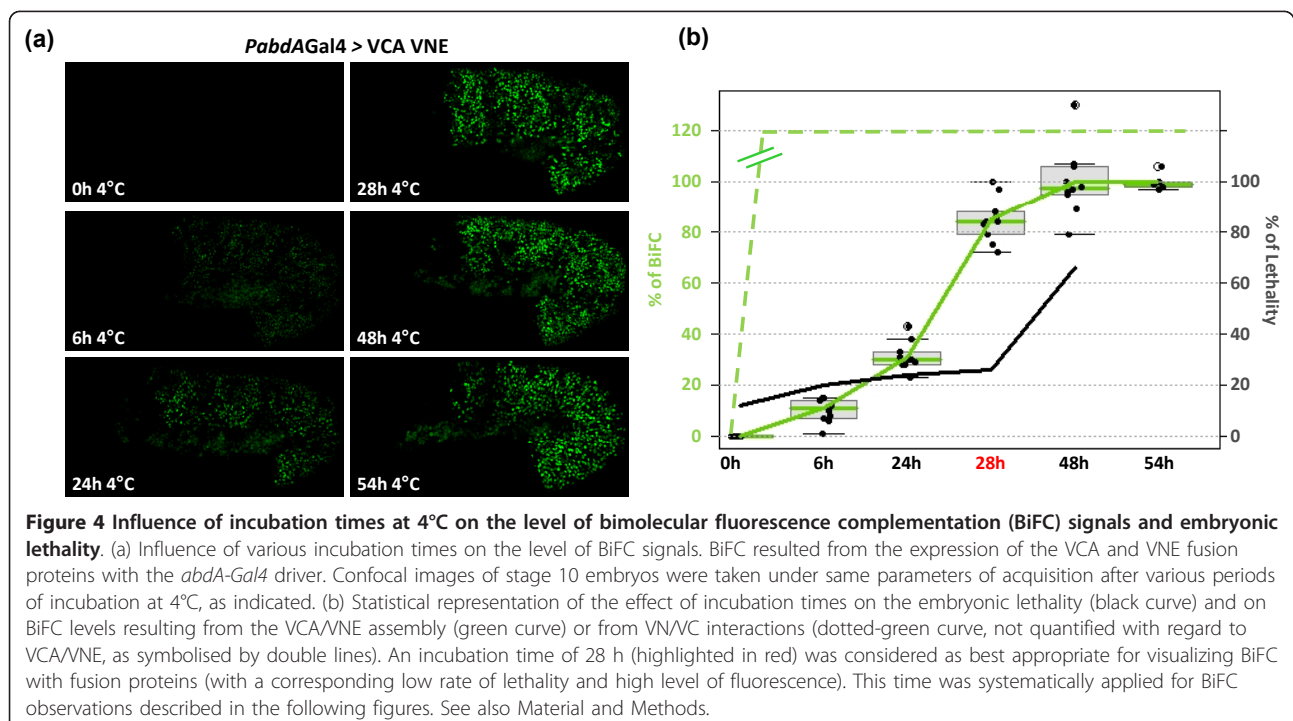 (a)
PabdAGal4 > VCA VNE
0h 4°C
28h 4°C
6h 4°C
48h 4°C
24h 4°C
54h 4°C
(b)
% of BiFC
120
100
80
60
40
20
0
100
80
60
40
20
0
% of Lethality
0h 6h 24h 28h 48h 54h
Figure 4 Influence of incubation times at 4°C on the level of bimolecular fluorescence complementation (BiFC) signals and embryonic
lethality. (a) Influence of various incubation times on the level of BiFC signals. BiFC resulted from the expression of the VCA and VNE fusion
proteins with the abdA-Gal4 driver. Confocal images of stage 10 embryos were taken under same parameters of acquisition after various periods
of incubation at 4°C, as indicated. (b) Statistical representation of the effect of incubation times on the embryonic lethality (black curve) and on
BiFC levels resulting from the VCA/VNE assembly (green curve) or from VN/VC interactions (dotted-green curve, not quantified with regard to
VCA/VNE, as symbolised by double lines). An incubation time of 28 h (highlighted in red) was considered as best appropriate for visualizing BiFC
with fusion proteins (with a corresponding low rate of lethality and high level of fluorescence). This time was systematically applied for BiFC
observations described in the following figures. See also Material and Methods.